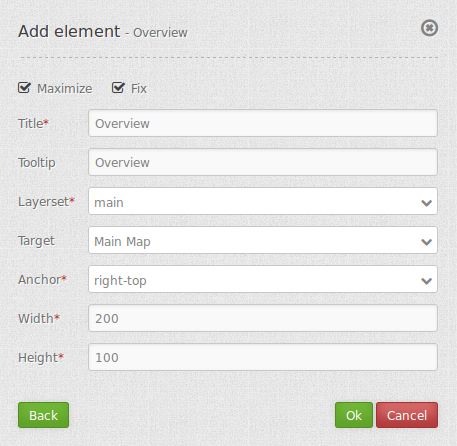 Add element - Overview
Maximize Fix
Title* Overview
Tooltip Overview
Layerset* main
Target Main Map
Anchor* right-top
Width* 200
Height* 100
Back Ok Cancel